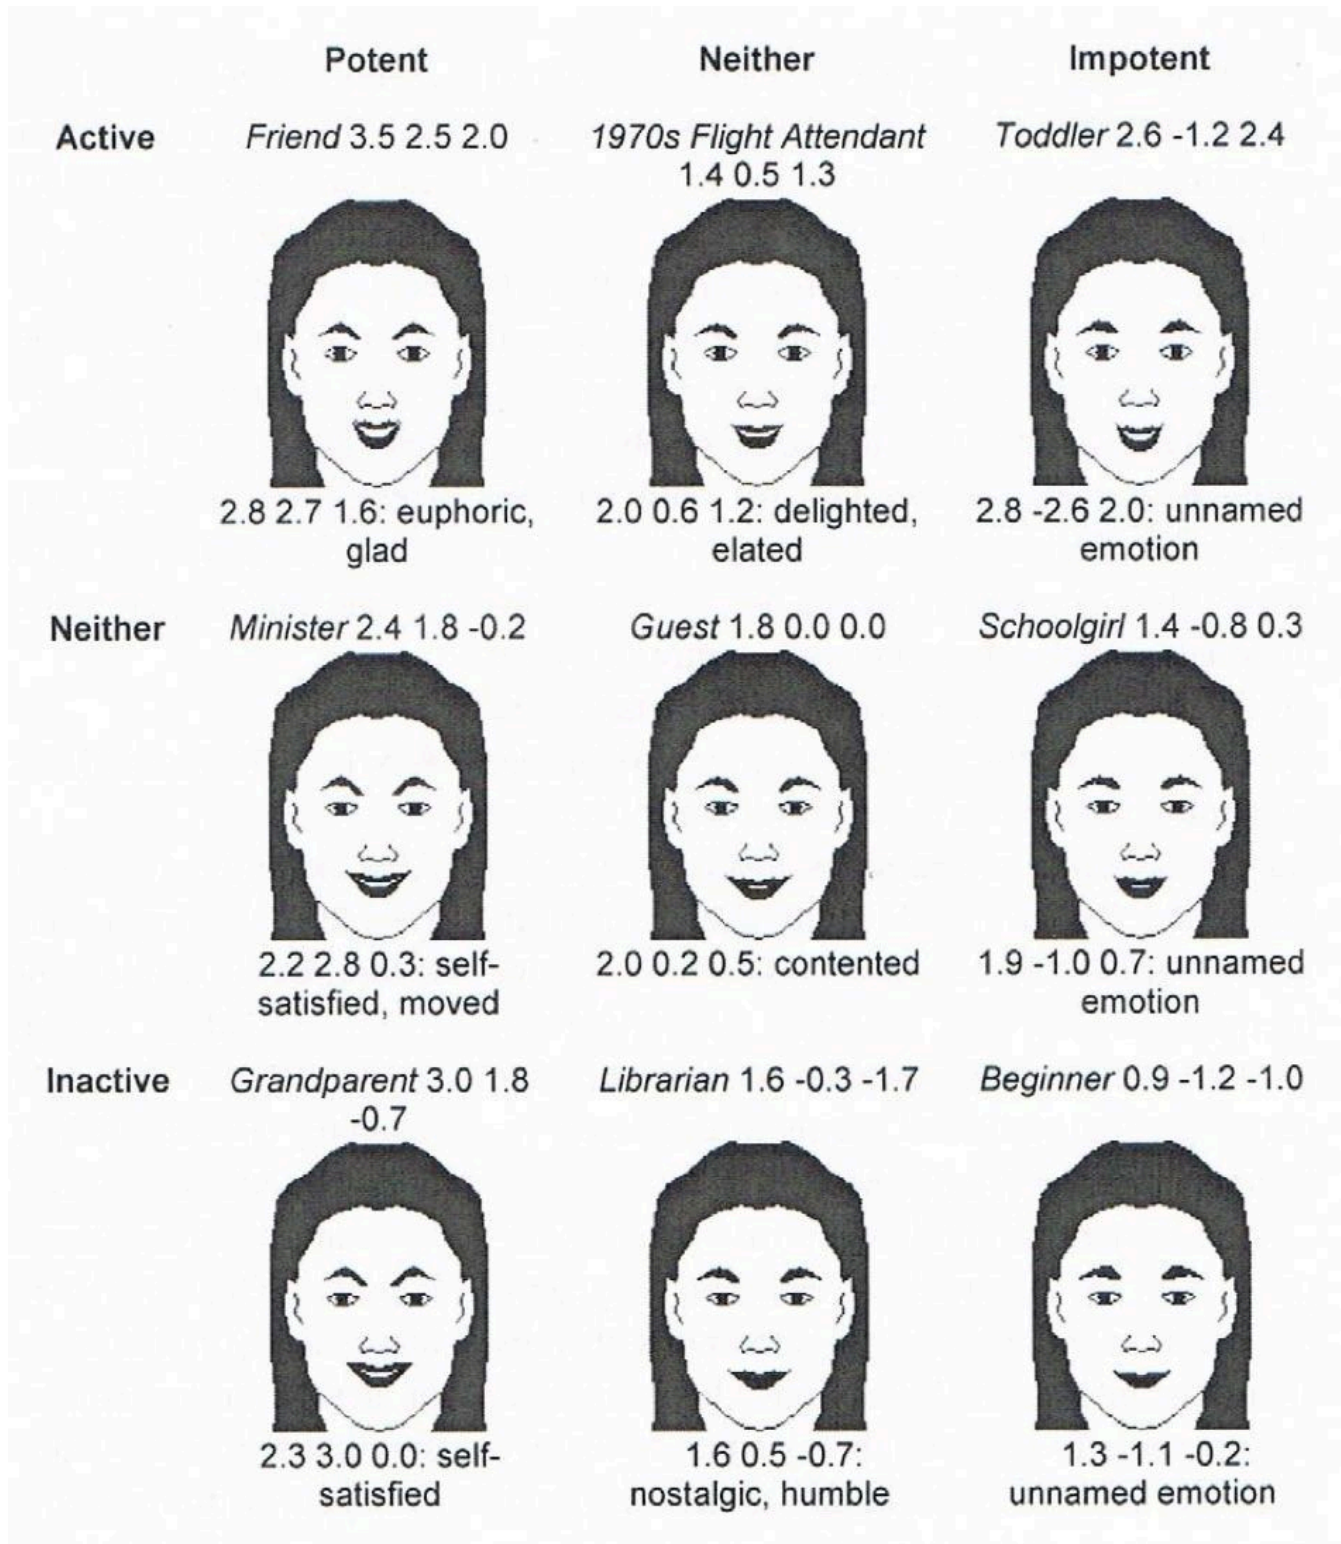 Potent Neither Impotent
Active Friend 3.5 2.5 2.0 1970s Flight Attendant Toddler 2.6 -1.2 2.4
1.4 0.5 1.3
2.8 2.7 1.6: euphoric, 2.0 0.6 1.2: delighted, 2.8 -2.6 2.0: unnamed
glad elated emotion
Neither Minister 2.4 1.8 -0.2 Guest 1.8 0.0 0.0 Schoolgirl 1.4 -0.8 0.3
2.2 2.8 0.3: self- 2.0 0.2 0.5: contented 1.9 -1.0 0.7: unnamed
satisfied, moved emotion
Inactive Grandparent 3.0 1.8 Librarian 1.6 -0.3 -1.7 Beginner 0.9 -1.2 -1.0
-0.7
2.3 3.0 0.0: self- 1.6 0.5 -0.7: 1.3 -1.1 -0.2:
satisfied nostalgic, humble unnamed emotion